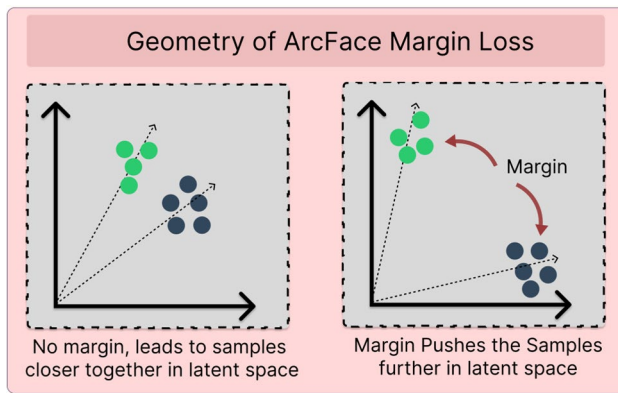 Geometry of ArcFace Margin Loss
Margin
No margin, leads to samples
closer together in latent space
Margin Pushes the Samples
further in latent space